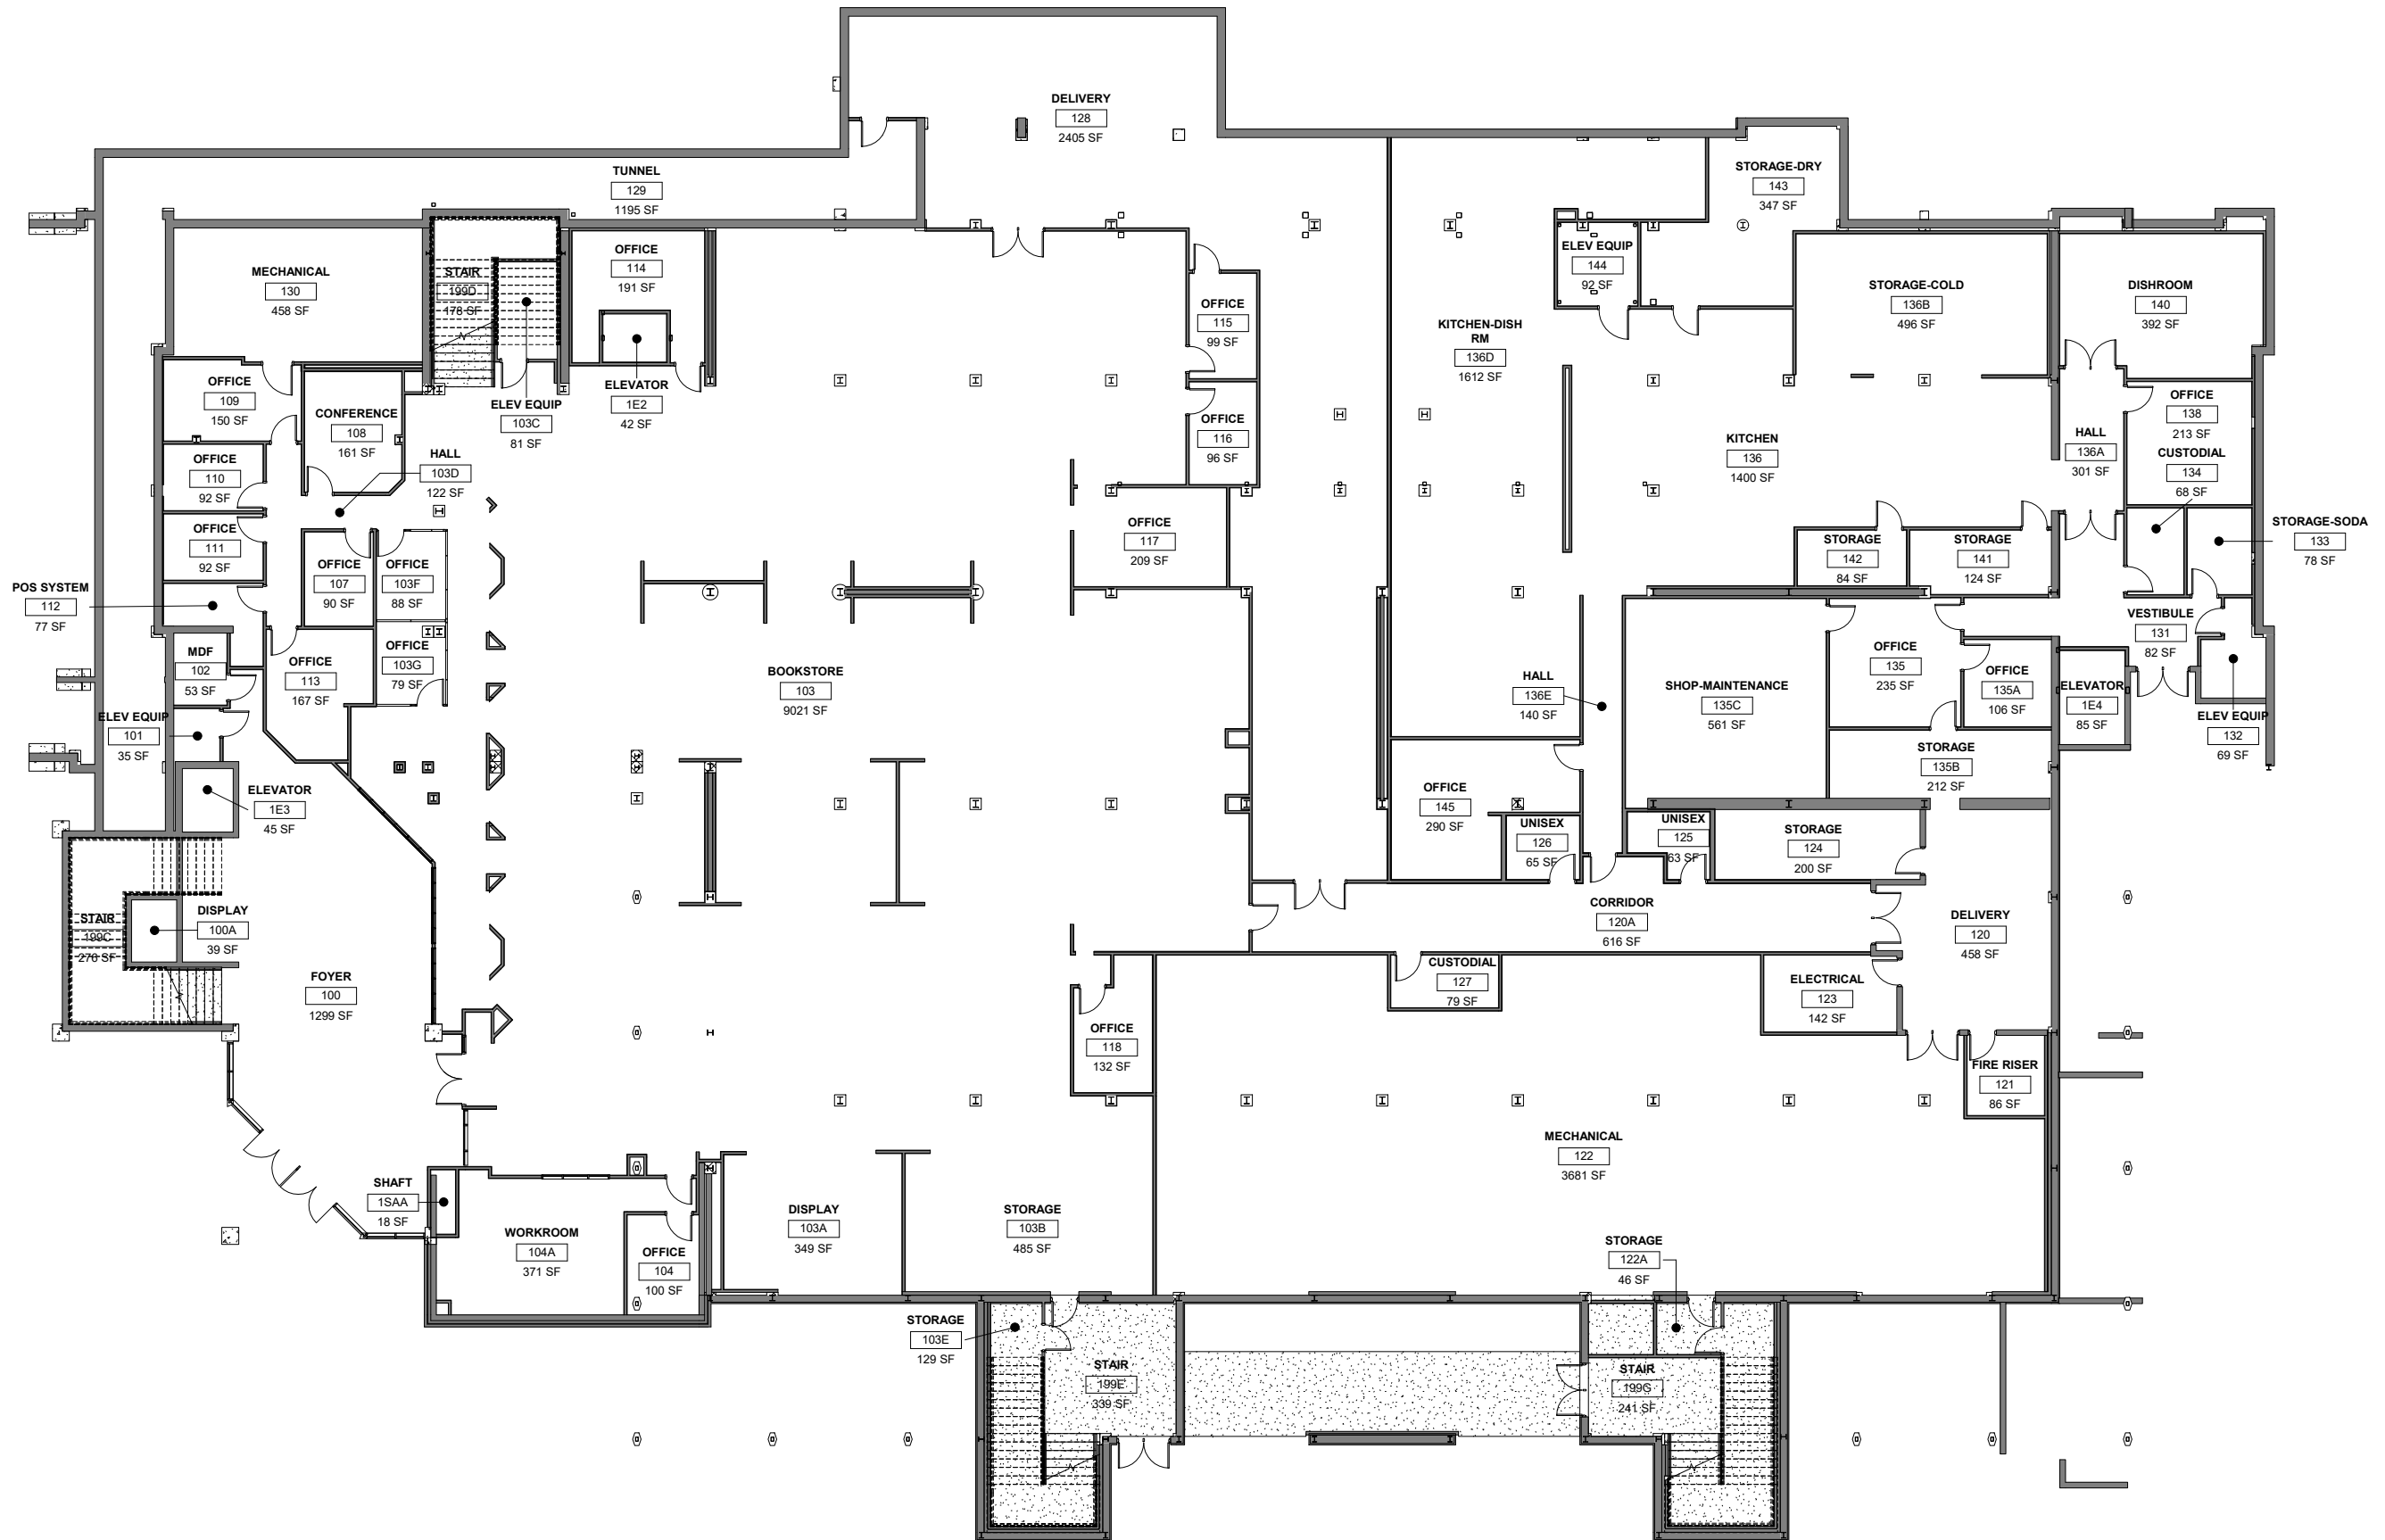 DELIVERY
128
2405 SF
TUNNEL
129
1195 SF
STORAGE-DRY
143
347 SF
MECHANICAL
130
458 SF
STAIR
199D
178 SF
OFFICE
114
191 SF
ELEV EQUIP
144
92 SF
STORAGE-COLD
136B
496 SF
DISHROOM
140
392 SF
OFFICE
115
99 SF
KITCHEN-DISH
RM
136D
1612 SF
OFFICE
109
150 SF
CONFERENCE
108
161 SF
ELEV EQUIP
103C
81 SF
ELEVATOR
1E2
42 SF
OFFICE
116
96 SF
OFFICE
138
213 SF
HALL
136A
301 SF
CUSTODIAL
134
68 SF
KITCHEN
136
1400 SF
OFFICE
110
92 SF
HALL
103D
122 SF
OFFICE
111
92 SF
OFFICE
117
209 SF
STORAGE
142
84 SF
STORAGE
141
124 SF
STORAGE-SODA
133
78 SF
POS SYSTEM
112
77 SF
OFFICE
107
90 SF
OFFICE
103F
88 SF
VESTIBULE
131
82 SF
MDF
102
53 SF
OFFICE
113
167 SF
OFFICE
103G
79 SF
BOOKSTORE
103
9021 SF
HALL
136E
140 SF
SHOP-MAINTENANCE
135C
561 SF
OFFICE
135
235 SF
OFFICE
135A
106 SF
ELEVATOR
1E4
85 SF
ELEV EQUIP
132
69 SF
ELEV EQUIP
101
35 SF
STORAGE
135B
212 SF
ELEVATOR
1E3
45 SF
OFFICE
145
290 SF
UNISEX
126
65 SF
UNISEX
125
63 SF
STORAGE
124
200 SF
STAIR
199C
270 SF
DISPLAY
100A
39 SF
CORRIDOR
120A
616 SF
DELIVERY
120
458 SF
FOYER
100
1299 SF
CUSTODIAL
127
79 SF
ELECTRICAL
123
142 SF
OFFICE
118
132 SF
FIRE RISER
121
86 SF
MECHANICAL
122
3681 SF
SHAFT
1SAA
18 SF
WORKROOM
104A
371 SF
OFFICE
104
100 SF
DISPLAY
103A
349 SF
STORAGE
103B
485 SF
STORAGE
122A
46 SF
STORAGE
103E
129 SF
STAIR
199E
339 SF
STAIR
199G
241 SF